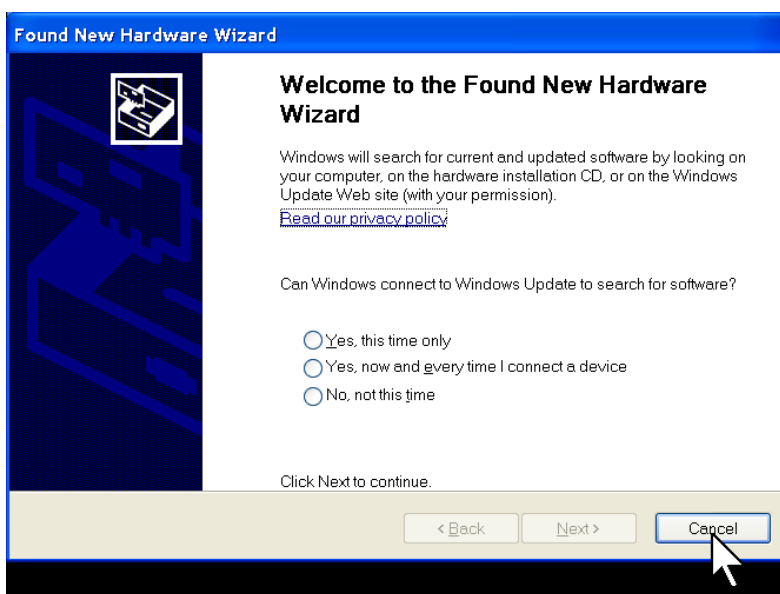 Found New Hardware Wizard
Welcome to the Found New Hardware
Wizard
Windows will search for current and updated software by looking on
your computer, on the hardware installation CD, or on the Windows
Update Web site (with your permission).
Read our privacy policy
Can Windows connect to Windows Update to search for software?
Yes, this time only
Yes, now and every time I connect a device
No, not this time
Click Next to continue.
< Back Next > Cancel